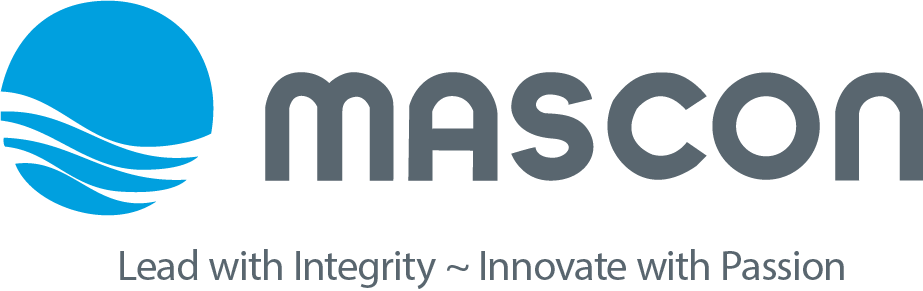 MASCON
Lead with Integrity ~ Innovate with Passion